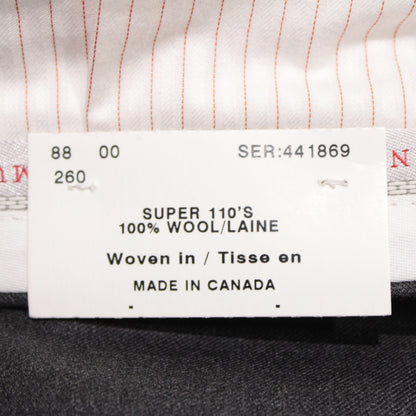 88 00 SER:441869
260
SUPER 110'S
100% WOOL/LAINE
Woven in / Tisse en
MADE IN CANADA